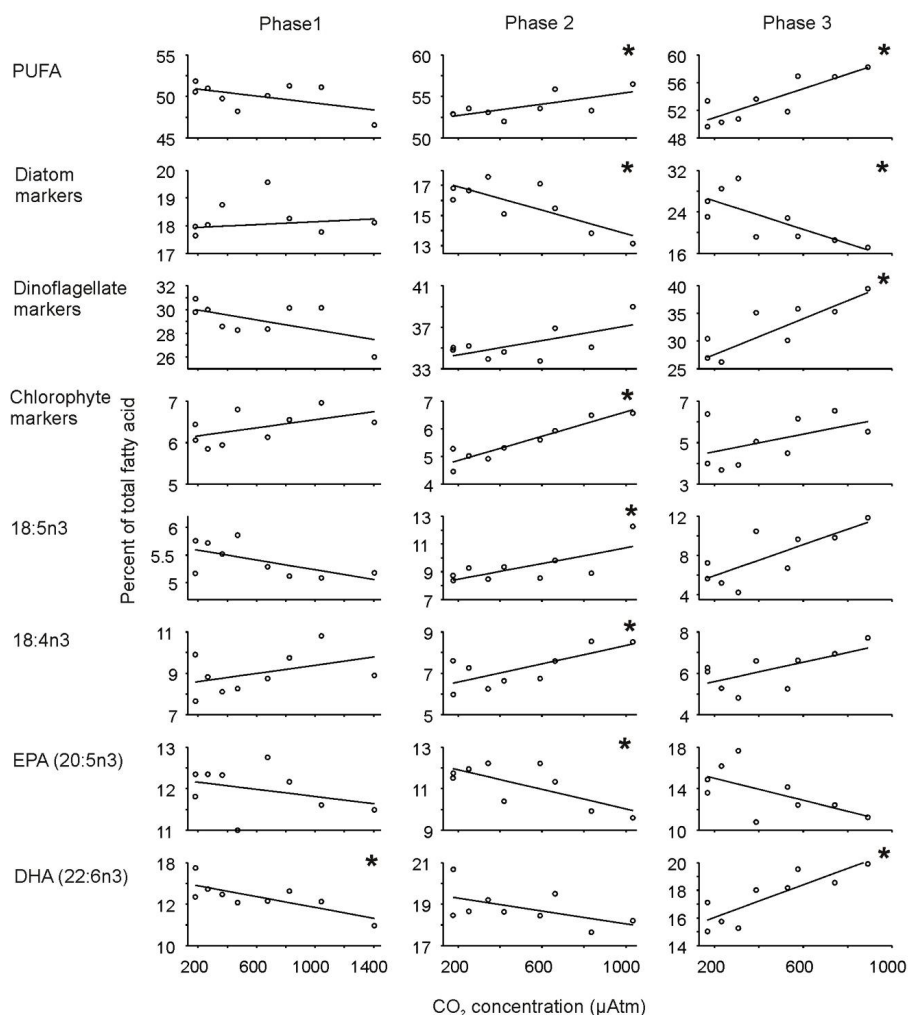 Phase1 Phase 2 Phase 3
PUFA
55 50 45
60 55 50
60 56 52 48
*
*
Diatom
markers
20 19 18 17
17 15 13
32 24 16
*
*
Dinoflagellate
markers
32 30 28 26
39 36 33
40 35 30 25
*
Chlorophyte
markers
7 6 5
7 6 5 4
7 5 3
*
Percent of total fatty acid
18:5n3
6 5.5 5
13 11 9 7
12 8 4
*
18:4n3
11 9 7
9 7 5
8 6 4
*
EPA (20:5n3)
13 12 11
13 11 9
18 14 10
*
DHA (22:6n3)
18 12 10
21 19 17
20 18 16 14
*
*
200 600 1000 1400
200 600 1000
200 600 1000
CO₂ concentration (µAtm)